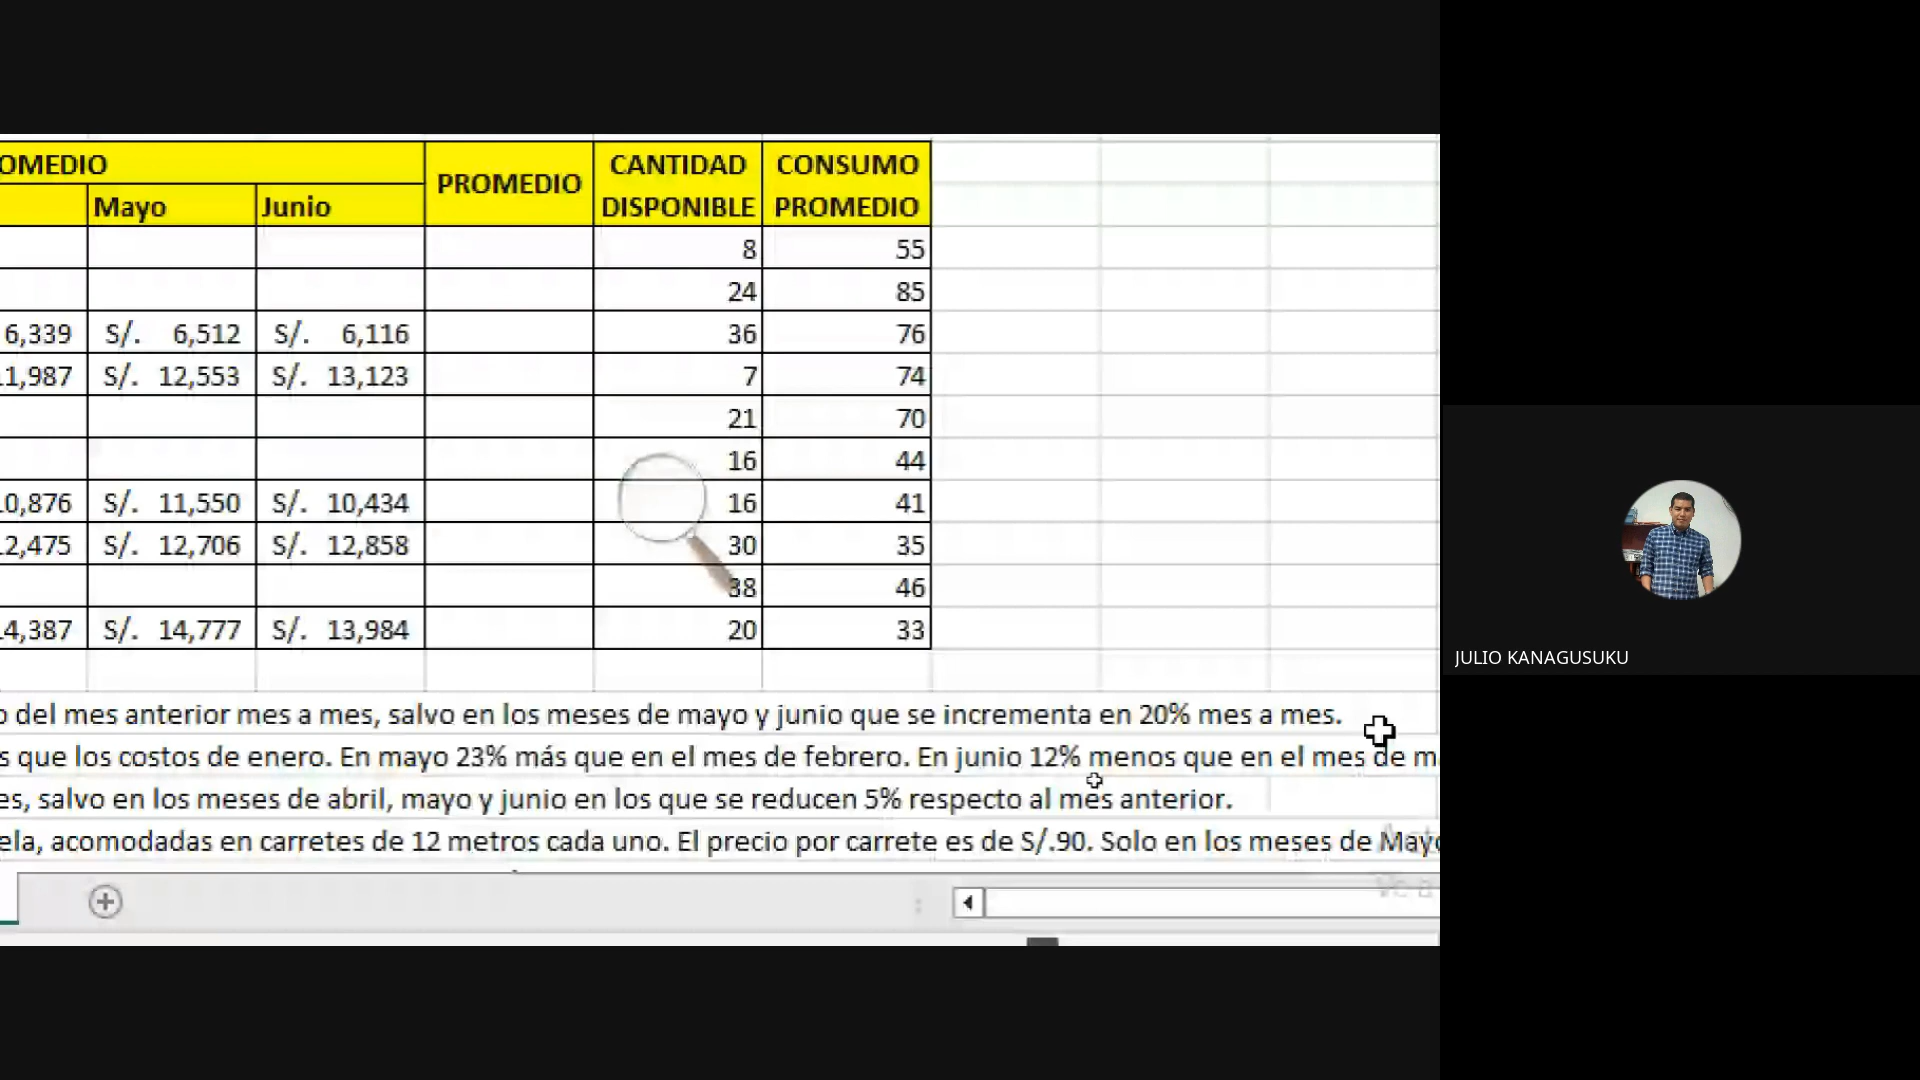 OMEDIO PROMEDIO CANTIDAD DISPONIBLE CONSUMO PROMEDIO
Mayo Junio
8 55
24 85
6,339 S/. 6,512 S/. 6,116 36 76
11,987 S/. 12,553 S/. 13,123 7 74
21 70
16 44
0,876 S/. 11,550 S/. 10,434 16 41
2,475 S/. 12,706 S/. 12,858 30 35
38 46
4,387 S/. 14,777 S/. 13,984 20 33
o del mes anterior mes a mes, salvo en los meses de mayo y junio que se incrementa en 20% mes a mes.
s que los costos de enero. En mayo 23% más que en el mes de febrero. En junio 12% menos que en el mes de m
es, salvo en los meses de abril, mayo y junio en los que se reducen 5% respecto al mes anterior.
ela, acomodadas en carretes de 12 metros cada uno. El precio por carrete es de S/.90. Solo en los meses de Mayo
JULIO KANAGUSUKU